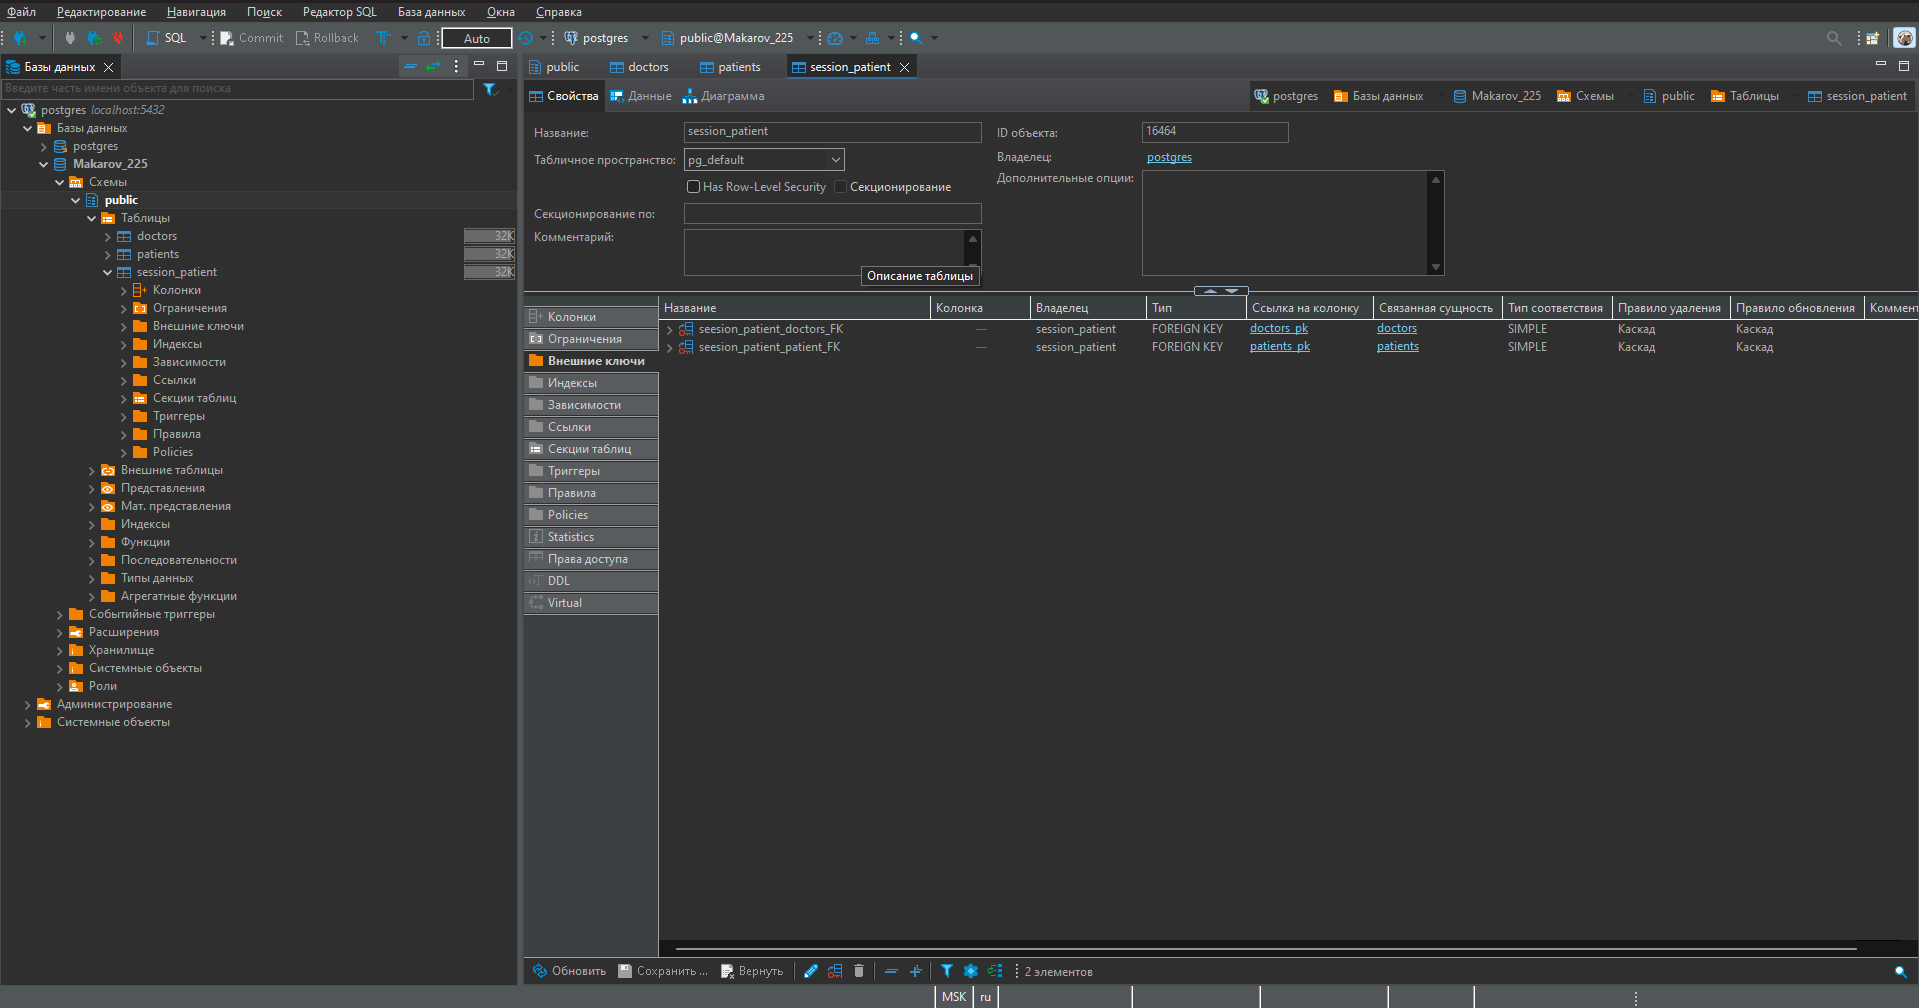 Файл Редактирование Навигация Поиск Редактор SQL База данных Окна Справка
SQL Commit Rollback Auto postgres public@Makarov_225
Базы данных
public doctors patients session_patient
Введите часть имени объекта для поиска
Свойства Данные Диаграмма
postgres Базы данных Makarov_225 Схемы public Таблицы session_patient
postgres localhost:5432
Базы данных
postgres
Makarov_225
Схемы
public
Таблицы
doctors 32K
patients 32K
session_patient 32K
Колонки
Ограничения
Внешние ключи
Индексы
Зависимости
Ссылки
Секции таблиц
Триггеры
Правила
Policies
Внешние таблицы
Представления
Мат. представления
Индексы
Функции
Последовательности
Типы данных
Агрегатные функции
Событийные триггеры
Расширения
Хранилище
Системные объекты
Роли
Администрирование
Системные объекты
Название: session_patient
Табличное пространство: pg_default
Has Row-Level Security Секционирование
Секционирование по:
Комментарий:
Описание таблицы
ID объекта: 16464
Владелец: postgres
Дополнительные опции:
Колонки
Ограничения
Внешние ключи
Индексы
Зависимости
Ссылки
Секции таблиц
Триггеры
Правила
Policies
Statistics
Права доступа
DDL
Virtual
Название Колонка Владелец Тип Ссылка на колонку Связанная сущность Тип соответствия Правило удаления Правило обновления Коммент
seesion_patient_doctors_FK — session_patient FOREIGN KEY doctors_pk doctors SIMPLE Каскад Каскад
seesion_patient_patient_FK — session_patient FOREIGN KEY patients_pk patients SIMPLE Каскад Каскад
Обновить Сохранить ... Вернуть 2 элементов
MSK ru